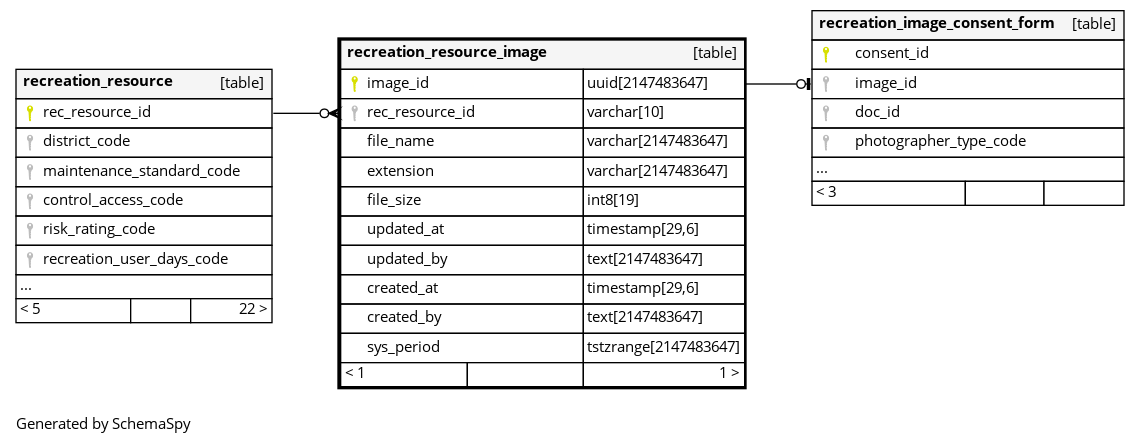 recreation_resource [table]
rec_resource_id
district_code
maintenance_standard_code
control_access_code
risk_rating_code
recreation_user_days_code
...
< 5 22 >
recreation_resource_image [table]
image_id uuid[2147483647]
rec_resource_id varchar[10]
file_name varchar[2147483647]
extension varchar[2147483647]
file_size int8[19]
updated_at timestamp[29,6]
updated_by text[2147483647]
created_at timestamp[29,6]
created_by text[2147483647]
sys_period tstzrange[2147483647]
< 1 1 >
recreation_image_consent_form [table]
consent_id
image_id
doc_id
photographer_type_code
...
< 3
Generated by SchemaSpy